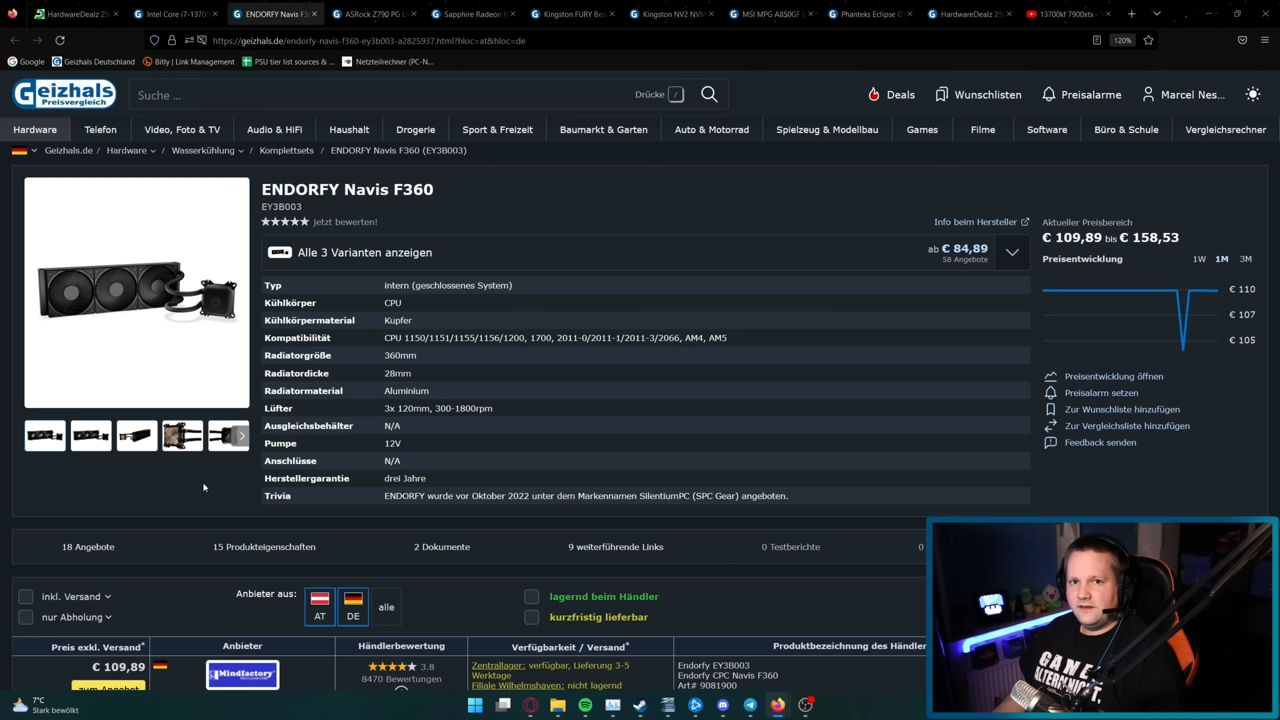 HardwareDealz 250
Intel Core i7-13700
ENDORFY Navis F3
ASRock Z790 PG L
Sapphire Radeon R
Kingston FURY Bea
Kingston NV2 NVM
MSI MPG A850GF
Phanteks Eclipse G
HardwareDealz 250
13700kf 7900xtx -
https://geizhals.de/endorfy-navis-f360-ey3b003-a2825937.html?hloc=at&hloc=de
120%
Google
Geizhals Deutschland
Bitly | Link Management
PSU tier list sources & ...
Netzteilrechner (PC-N...
Geizhals
Preisvergleich
Suche ...
Drücke /
Deals
Wunschlisten
Preisalarme
Marcel Nes...
Hardware
Telefon
Video, Foto & TV
Audio & HiFi
Haushalt
Drogerie
Sport & Freizeit
Baumarkt & Garten
Auto & Motorrad
Spielzeug & Modellbau
Games
Filme
Software
Büro & Schule
Vergleichsrechner
Geizhals.de / Hardware / Wasserkühlung / Komplettsets / ENDORFY Navis F360 (EY3B003)
ENDORFY Navis F360
EY3B003
jetzt bewerten!
Info beim Hersteller
Alle 3 Varianten anzeigen
ab € 84,89
58 Angebote
Typ intern (geschlossenes System)
Kühlkörper CPU
Kühlkörpermaterial Kupfer
Kompatibilität CPU 1150/1151/1155/1156/1200, 1700, 2011-0/2011-1/2011-3/2066, AM4, AM5
Radiatorgröße 360mm
Radiatordicke 28mm
Radiatormaterial Aluminium
Lüfter 3x 120mm, 300-1800rpm
Ausgleichsbehälter N/A
Pumpe 12V
Anschlüsse N/A
Herstellergarantie drei Jahre
Trivia ENDORFY wurde vor Oktober 2022 unter dem Markennamen SilentiumPC (SPC Gear) angeboten.
Aktueller Preisbereich
€ 109,89 bis € 158,53
Preisentwicklung 1W 1M 3M
€ 110
€ 107
€ 105
Preisentwicklung öffnen
Preisalarm setzen
Zur Wunschliste hinzufügen
Zur Vergleichsliste hinzufügen
Feedback senden
18 Angebote
15 Produkteigenschaften
2 Dokumente
9 weiterführende Links
0 Testberichte
0
inkl. Versand
nur Abholung
Anbieter aus:
AT
DE
alle
lagernd beim Händler
kurzfristig lieferbar
Preis exkl. Versand*
Anbieter
Händlerbewertung
Verfügbarkeit / Versand*
Produktbezeichnung des Händlers
€ 109,89
zum Angebot
Mindfactory
3.8
8470 Bewertungen
Zentrallager: verfügbar, Lieferung 3-5
Werktage
Filiale Wilhelmshaven: nicht lagernd
Endorfy EY3B003
Endorfy CPC Navis F360
Art# 9081900
GAME
ALTERNICHT.
7°C
Stark bewölkt